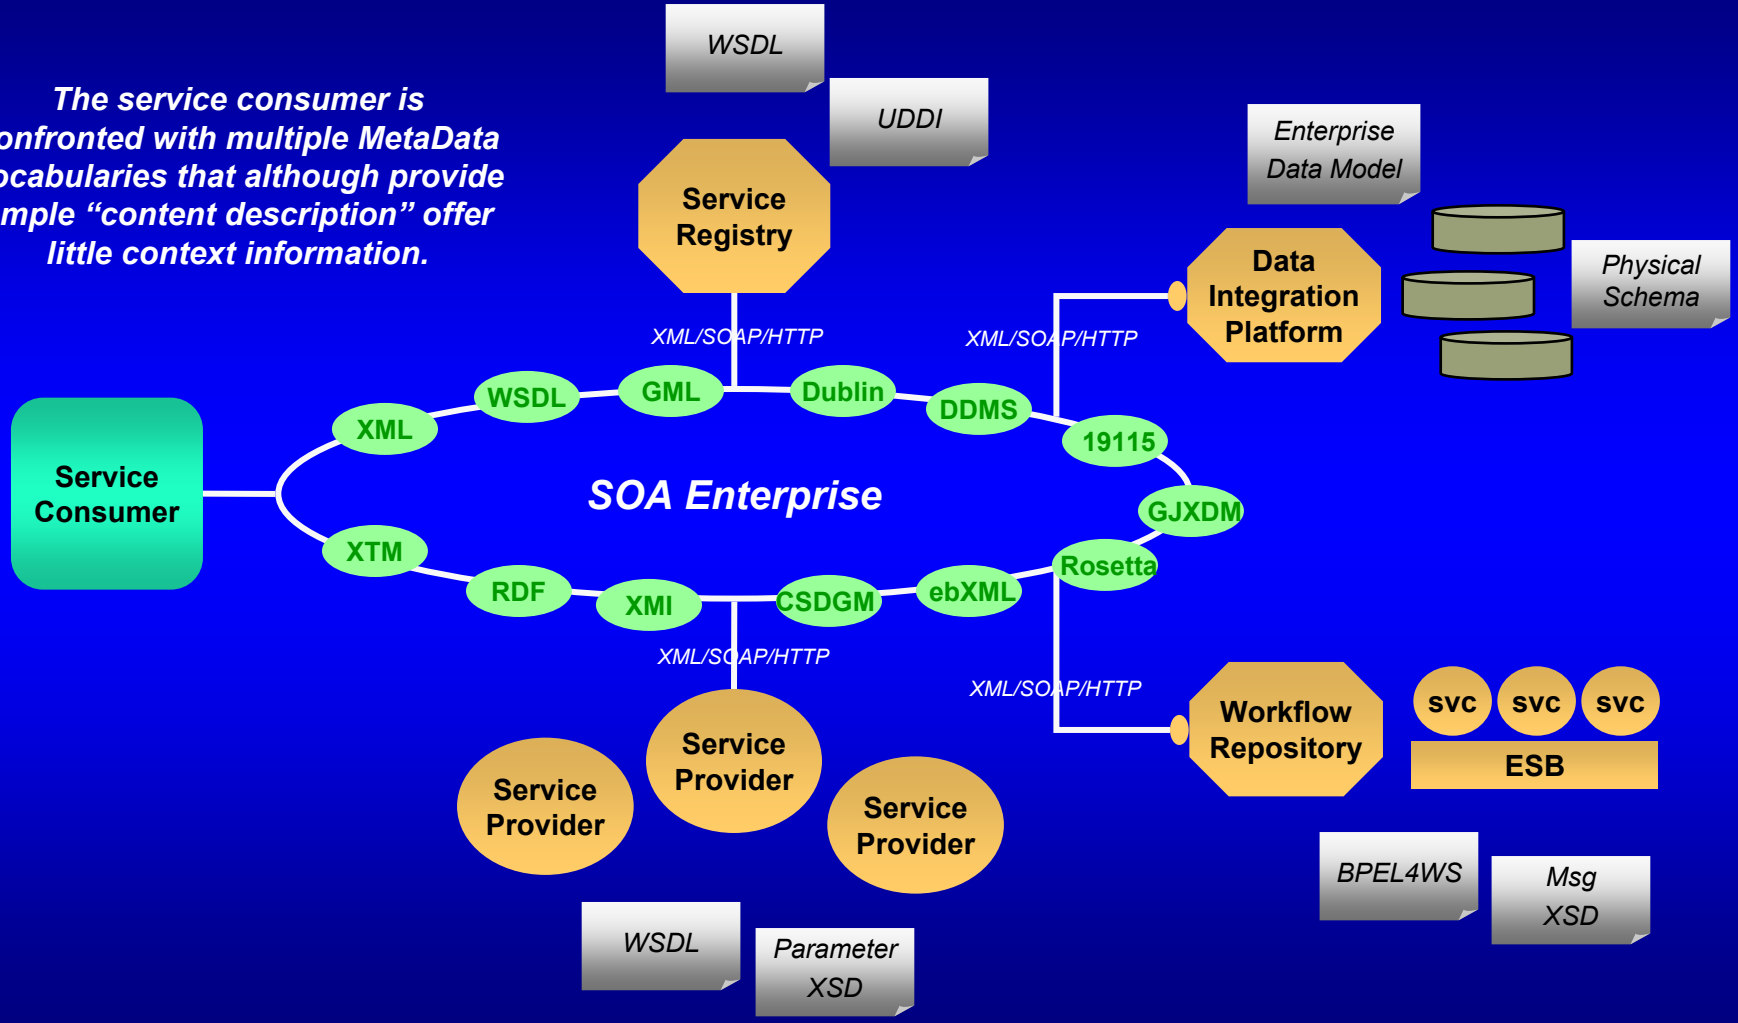 WSDL
UDDI
The service consumer is
onfronted with multiple MetaData
ocabularies that although provide
mple “content description” offer
little context information.
Enterprise
Data Model
Service
Registry
Data
Integration
Platform
Physical
Schema
XML/SOAP/HTTP
XML/SOAP/HTTP
XML
WSDL
GML
Dublin
DDMS
19115
GJXDM
Service
Consumer
SOA Enterprise
XTM
RDF
XMI
CSDGM
ebXML
Rosetta
XML/SOAP/HTTP
XML/SOAP/HTTP
Service
Provider
Service
Provider
Service
Provider
Workflow
Repository
svc
svc
svc
ESB
WSDL
Parameter
XSD
BPEL4WS
Msg
XSD